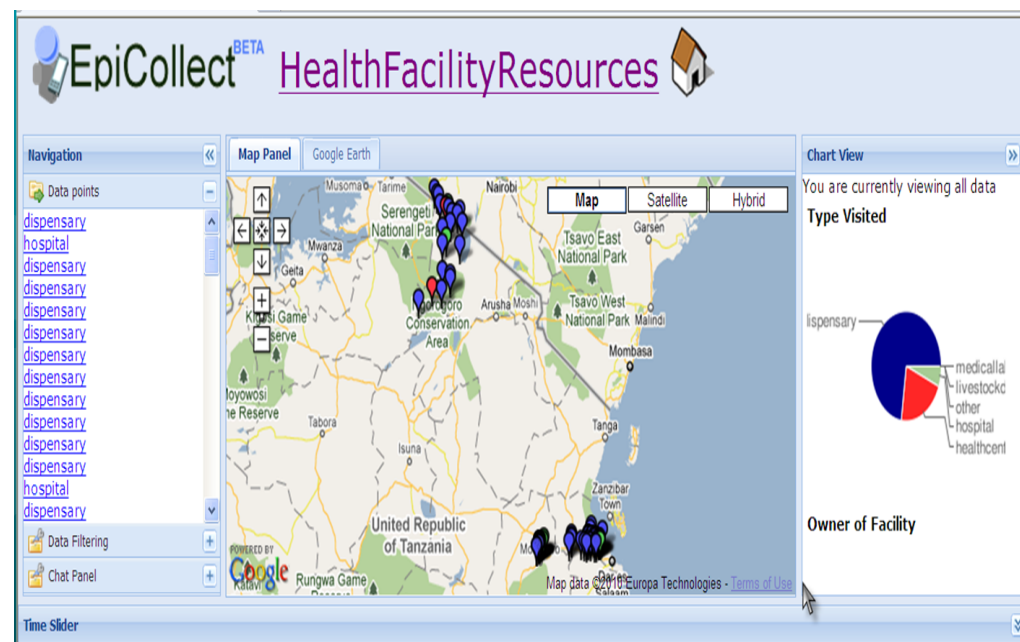 EpiCollect BETA HealthFacilityResources
Navigation
Data points
dispensary
hospital
dispensary
dispensary
dispensary
dispensary
dispensary
dispensary
dispensary
dispensary
dispensary
dispensary
hospital
dispensary
Data Filtering
Chat Panel
Map Panel Google Earth
Map Satellite Hybrid
Musoma Tarime Nairobi
Serengeti
National Park
Garsen
Tsavo East
National Park
Mwanza
Geita
Arusha Moshi
Tsavo West
National Park Malindi
Conservation
Area
Game
Mombasa
Tabora
Tanga
Isuna
Zanzibar
Town
United Republic
of Tanzania
POWERED BY
Google
Katavi Rungwa Game
Map data ©2010 Europa Technologies - Terms of Use
Salaam
Chart View
You are currently viewing all data
Type Visited
lispensary
medicalla
livestockd
other
hospital
healthcent
Owner of Facility
Time Slider